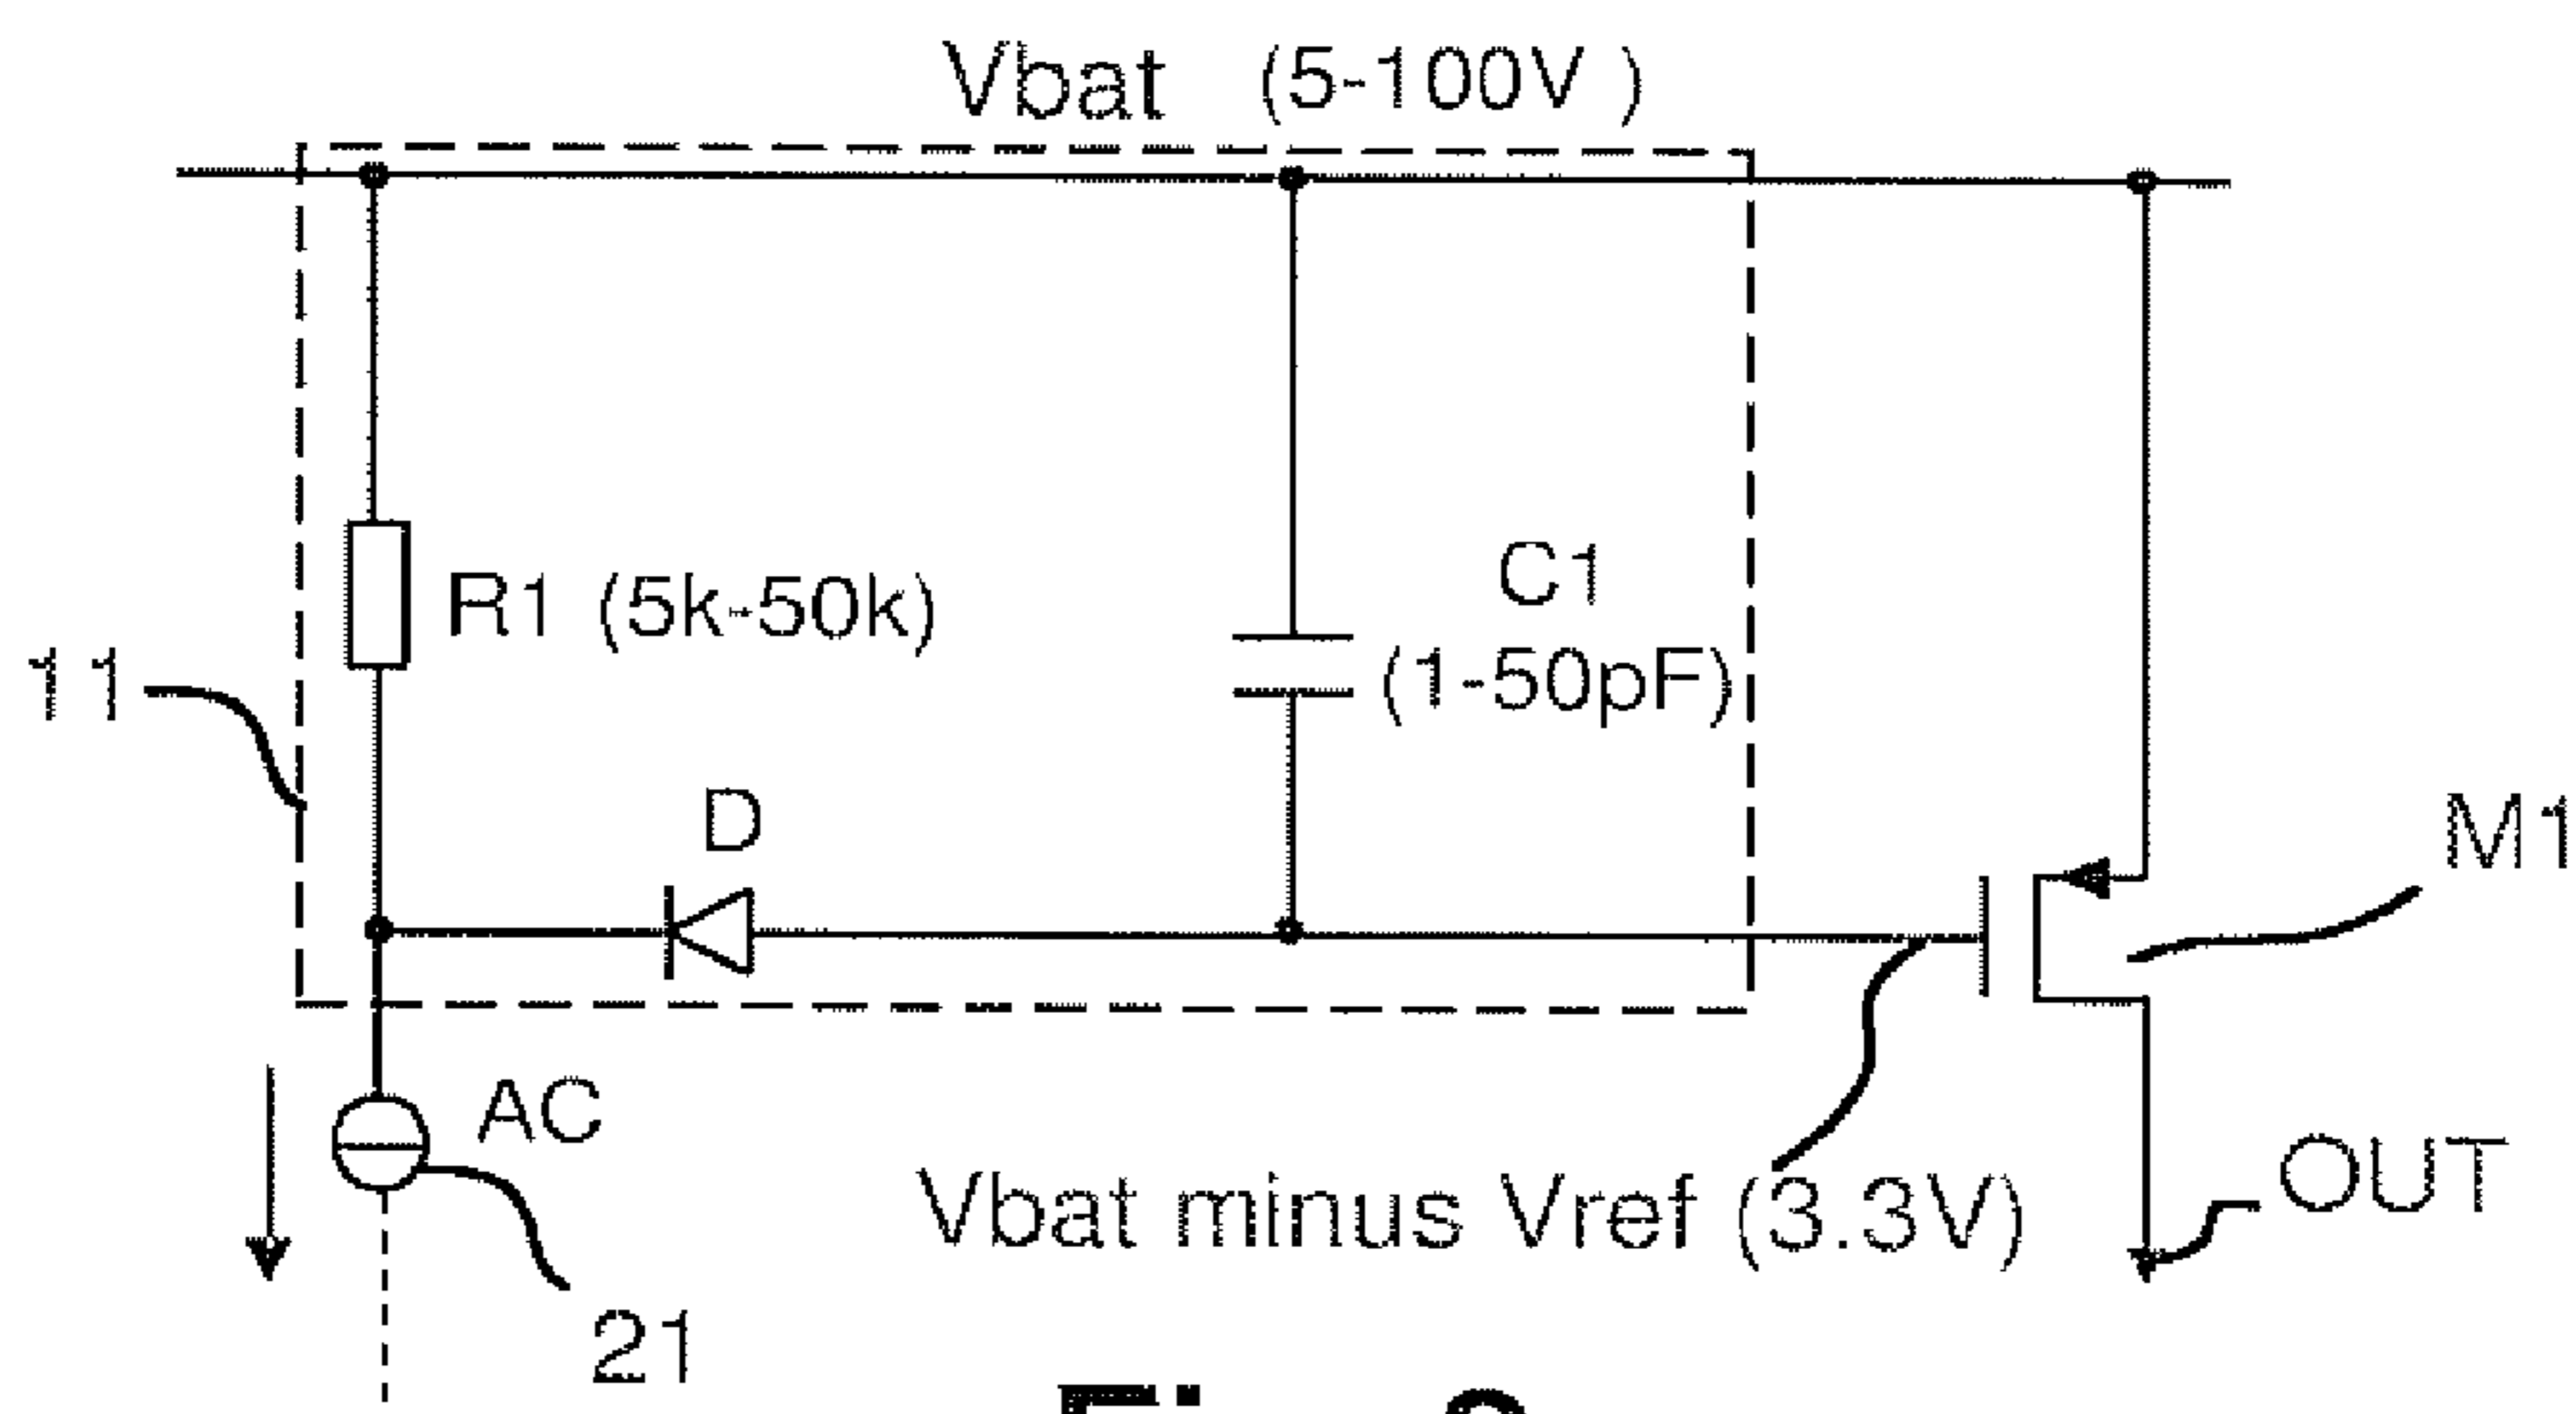 Vbat (5-100V )
R1 (5k-50k)
C1
(1-50pF)
11
D
M1
AC
Vbat minus Vref (3.3V)
OUT
21